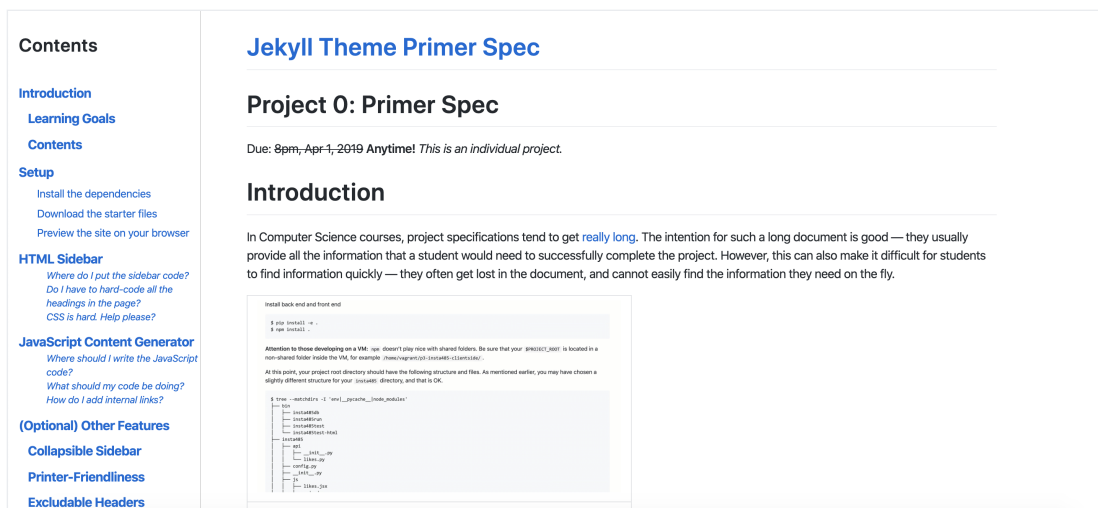 Contents
Introduction
Learning Goals
Contents
Setup
Install the dependencies
Download the starter files
Preview the site on your browser
HTML Sidebar
Where do I put the sidebar code?
Do I have to hard-code all the
headings in the page?
CSS is hard. Help please?
JavaScript Content Generator
Where should I write the JavaScript
code?
What should my code be doing?
How do I add internal links?
(Optional) Other Features
Collapsible Sidebar
Printer-Friendliness
Excludable Headers
Jekyll Theme Primer Spec
Project 0: Primer Spec
Due: 8pm, Apr 1, 2019 Anytime! This is an individual project.
Introduction
In Computer Science courses, project specifications tend to get really long. The intention for such a long document is good — they usually
provide all the information that a student would need to successfully complete the project. However, this can also make it difficult for students
to find information quickly — they often get lost in the document, and cannot easily find the information they need on the fly.
Install back end and front end
$ pip install -e .
$ npm install .
Attention to those developing on a VM: npm doesn't play nice with shared folders. Be sure that your $PROJECT_ROOT is located in a
non-shared folder inside the VM, for example /home/vagrant/p3-insta485-clientside/ .
At this point, your project root directory should have the following structure and files. As mentioned earlier, you may have chosen a
slightly different structure for your insta485 directory, and that is OK.
$ tree --matchdirs -I 'env|__pycache__|node_modules'
├── bin
│   ├── insta485db
│   ├── insta485run
│   ├── insta485test
│   └── insta485test-html
├── insta485
│   ├── api
│   │   ├── __init__.py
│   │   └── likes.py
│   ├── config.py
│   ├── __init__.py
│   ├── js
│   │   ├── likes.jsx